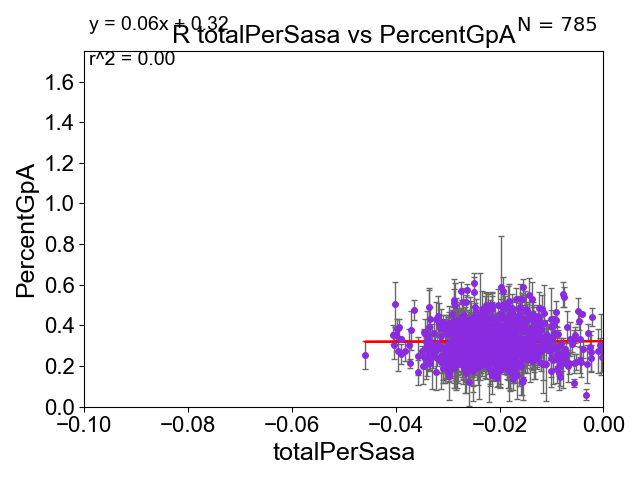 y = 0.06x + 0.32
R totalPerSasa vs PercentGpA
N = 785
r^2 = 0.00
PercentGpA
1.6
1.4
1.2
1.0
0.8
0.6
0.4
0.2
0.0
−0.10
−0.08
−0.06
−0.04
−0.02
0.00
totalPerSasa